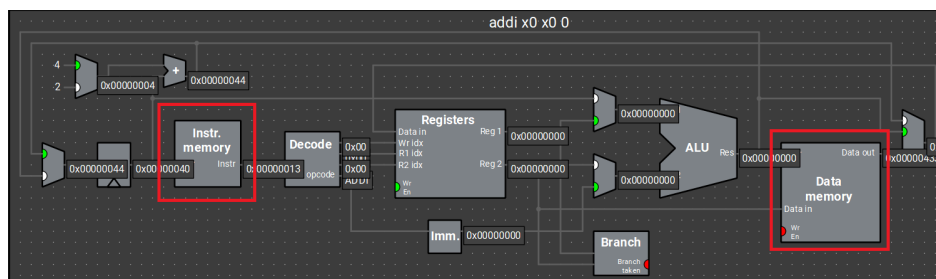 addi x0 x0 0
4
2
0x00000004
+
0x00000044
0x00000044
0x00000040
Instr.
memory
Instr
0x00000013
Decode
opcode
0x00
0x00
ADDI
Registers
Data in
Wr idx
R1 idx
R2 idx
Wr
En
Reg 1
Reg 2
0x00000000
0x00000000
Imm.
0x00000000
0x00000000
0x00000000
ALU
Res
0x00000000
Branch
Branch
taken
Data
memory
Data out
Data in
Wr
En